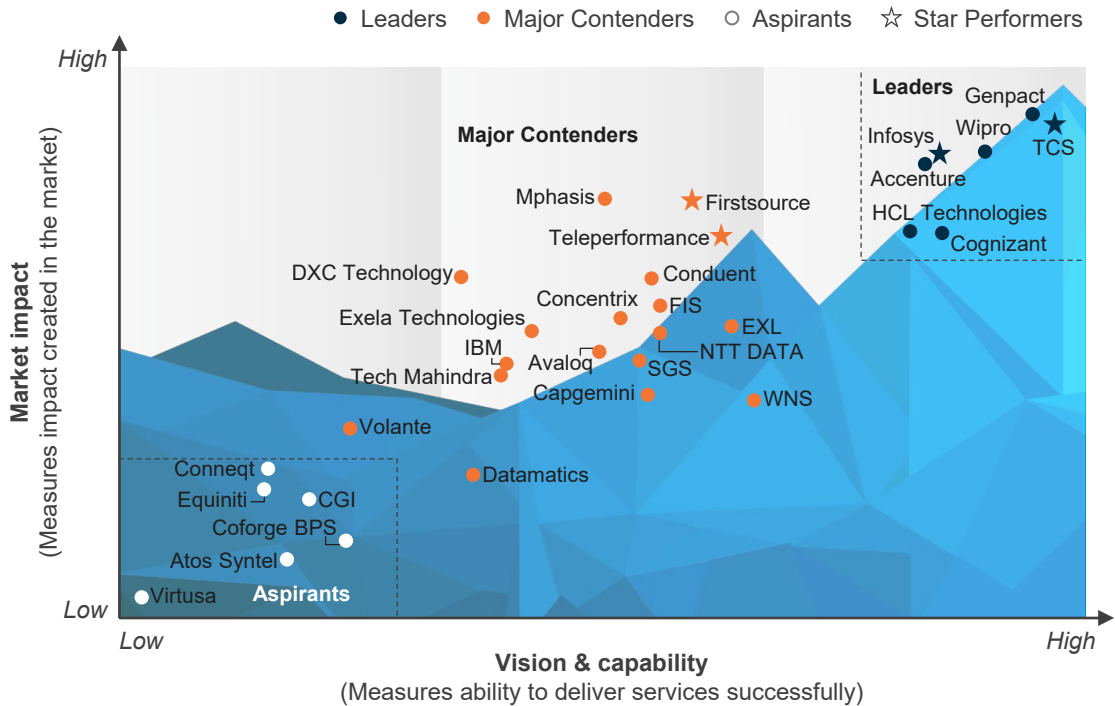 Leaders Major Contenders Aspirants Star Performers
High
Leaders
Genpact
Infosys
Wipro
TCS
Accenture
HCL Technologies
Cognizant
Major Contenders
Mphasis
Firstsource
Teleperformance
DXC Technology
Conduent
Concentrix
FIS
Exela Technologies
EXL
IBM
NTT DATA
Avaloq
SGS
Tech Mahindra
Capgemini
WNS
Volante
Datamatics
Conneqt
Equiniti
CGI
Coforge BPS
Atos Syntel
Virtusa
Aspirants
Market impact
(Measures impact created in the market)
Low
Low
High
Vision & capability
(Measures ability to deliver services successfully)